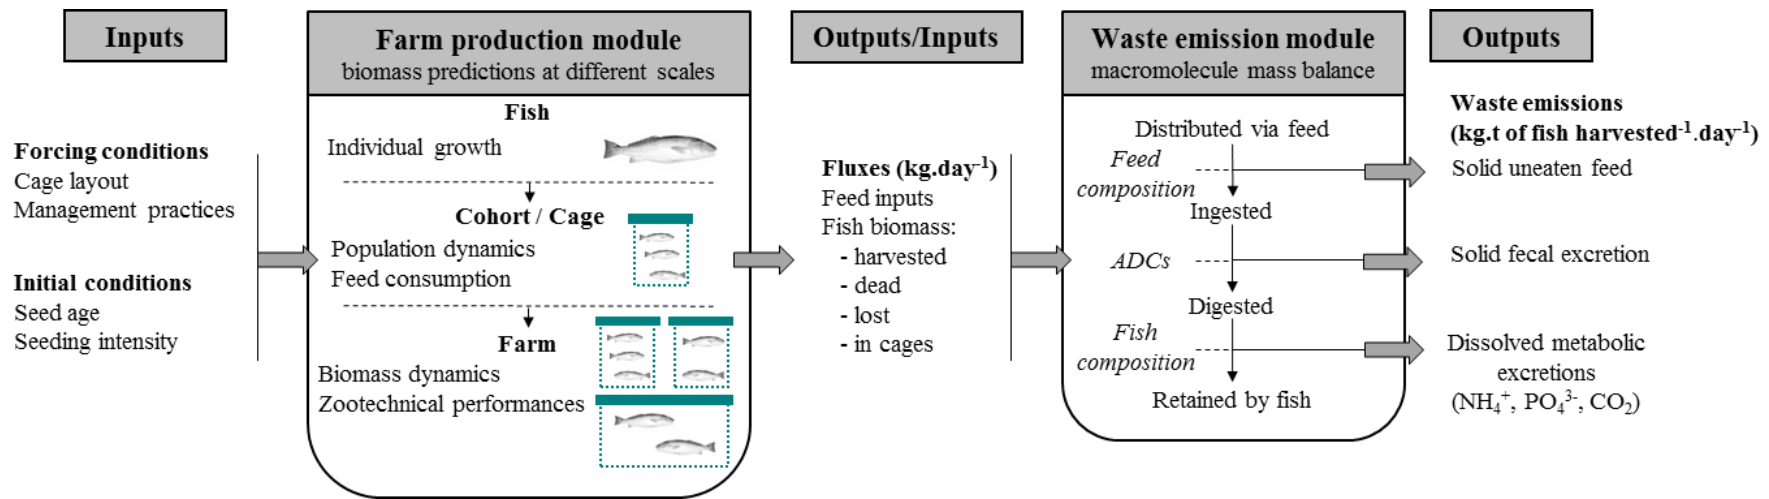 Inputs
Forcing conditions
Cage layout
Management practices
Initial conditions
Seed age
Seeding intensity
Farm production module
biomass predictions at different scales
Fish
Individual growth
Cohort / Cage
Population dynamics
Feed consumption
Farm
Biomass dynamics
Zootechnical performances
Outputs/Inputs
Fluxes (kg.day⁻¹)
Feed inputs
Fish biomass:
- harvested
- dead
- lost
- in cages
Waste emission module
macromolecule mass balance
Distributed via feed
Feed
composition
Ingested
ADCs
Digested
Fish
composition
Retained by fish
Outputs
Waste emissions
(kg.t of fish harvested⁻¹.day⁻¹)
Solid uneaten feed
Solid fecal excretion
Dissolved metabolic
excretions
(NH₄⁺, PO₄³⁻, CO₂)